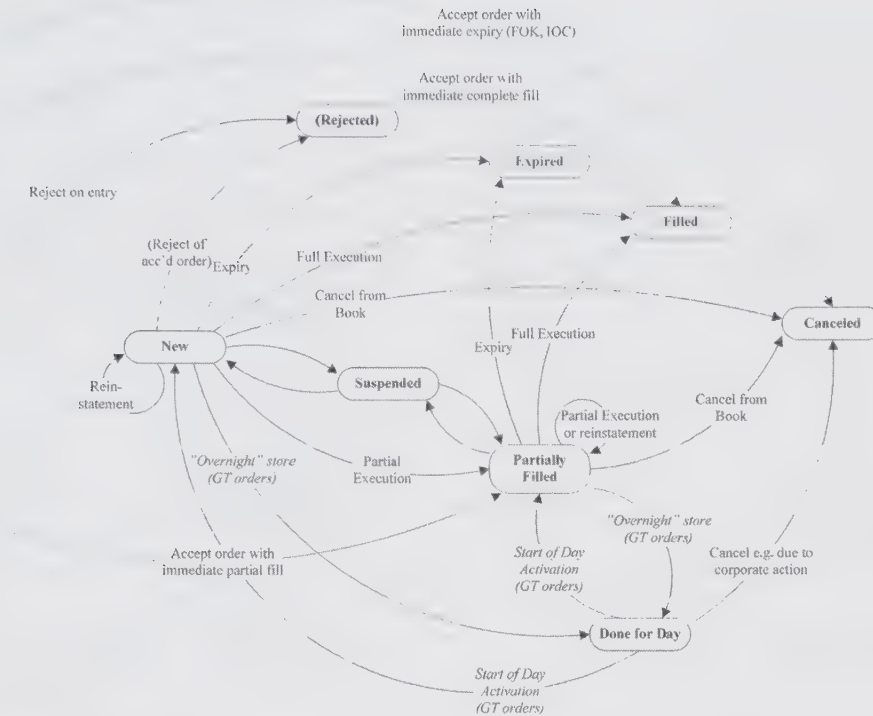 Accept order with
immediate expiry (FOK, IOC)
Accept order with
immediate complete fill
(Rejected)
Expired
Reject on entry
Filled
(Reject of
acc'd order)
Expiry
Full Execution
Cancel from
Book
Canceled
New
Expiry
Full Execution
Rein-
statement
Suspended
Partial Execution
or reinstatement
Cancel from
Book
"Overnight" store
(GT orders)
Partial
Execution
Partially
Filled
"Overnight" store
(GT orders)
Accept order with
immediate partial fill
Start of Day
Activation
(GT orders)
Cancel e.g. due to
corporate action
Done for Day
Start of Day
Activation
(GT orders)